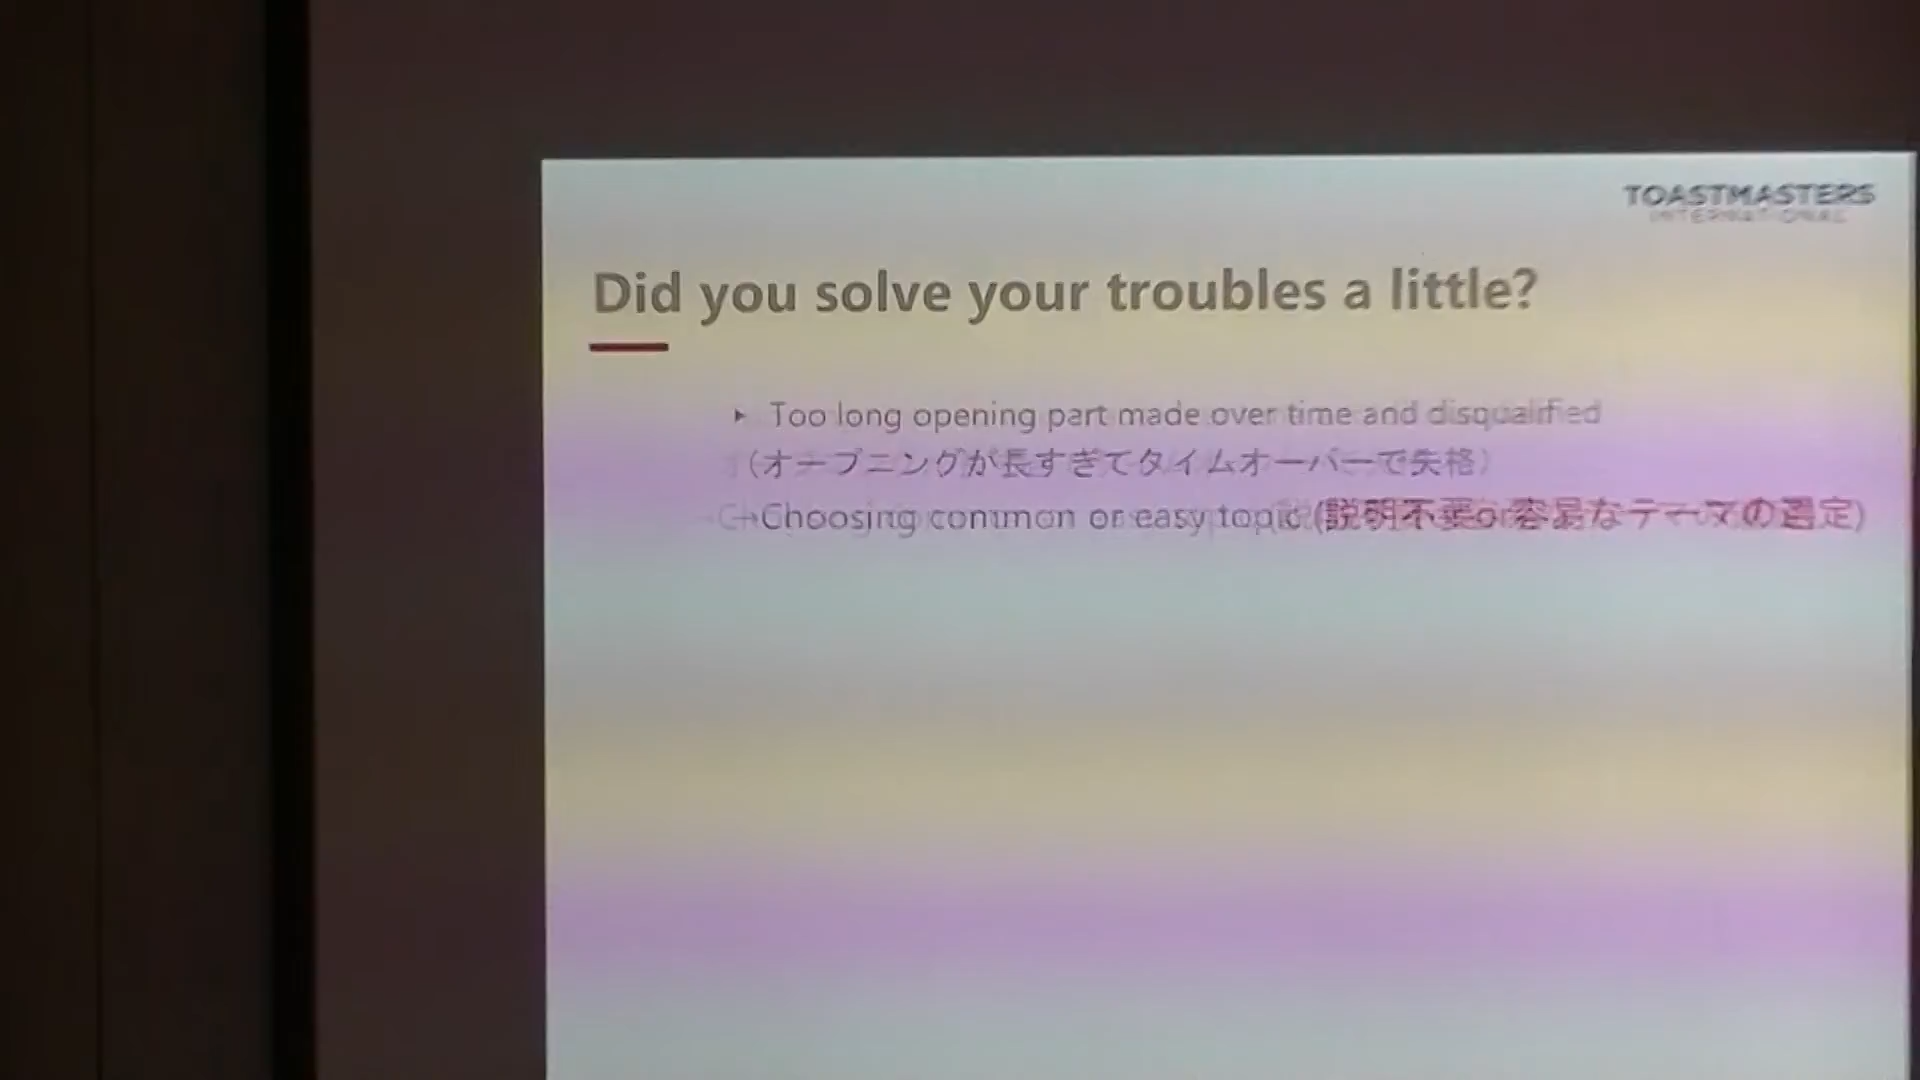 TOASTMASTERS
INTERNATIONAL
Did you solve your troubles a little?
▸ Too long opening part made over time and disqualified
(オープニングが長すぎてタイムオーバーで失格)
→Choosing common or easy topic (説明不要or容易なテーマの選定)